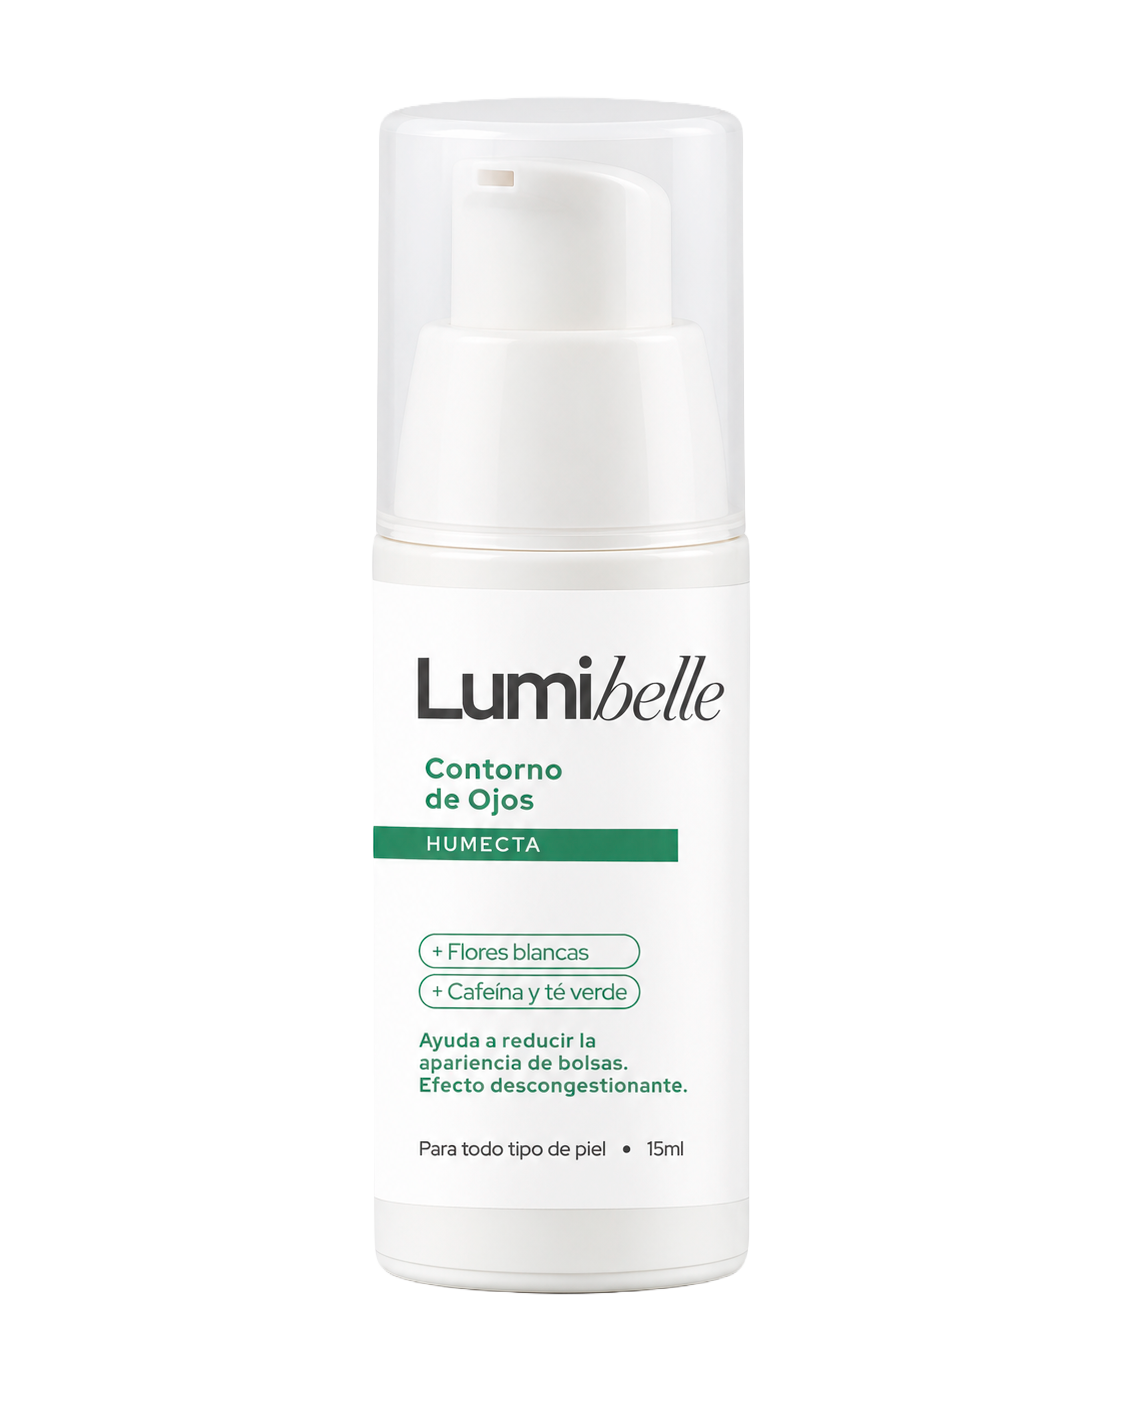 Lumibelle
Contorno
de Ojos
HUMECTA
+ Flores blancas
+ Cafeína y té verde
Ayuda a reducir la
apariencia de bolsas.
Efecto descongestionante.
Para todo tipo de piel • 15ml